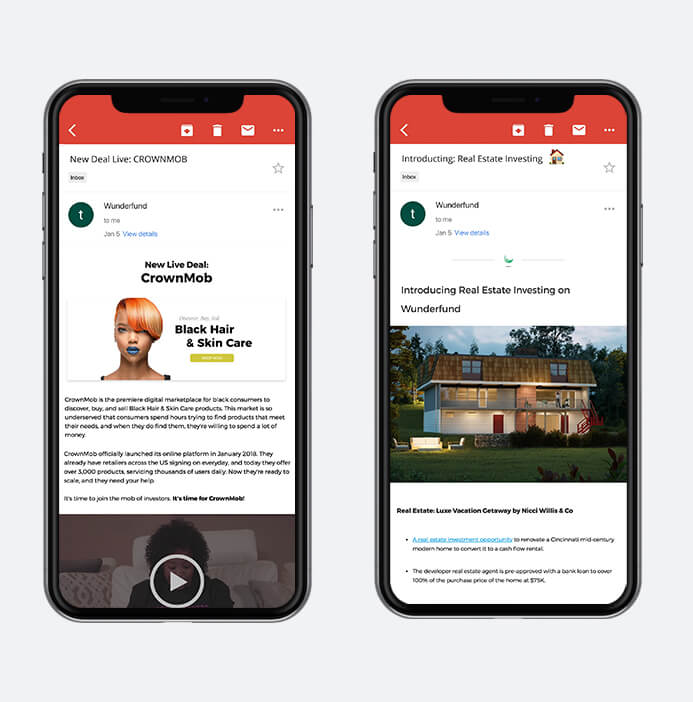 New Deal Live: CROWNMOB
Inbox
t
Wunderfund
to me
Jan 5 View details
New Live Deal:
CrownMob
Discover, Buy, Sell
Black Hair
& Skin Care
SHOP NOW
CrownMob is the premiere digital marketplace for black consumers to
discover, buy, and sell Black Hair & Skin Care products. This market is so
underserved that consumers spend hours trying to find products that meet
their needs, and when they do find them, they're willing to spend a lot of
money.
CrownMob officially launched its online platform in January 2018. They
already have retailers across the US signing on everyday, and today they offer
over 3,000 products, servicing thousands of users daily. Now they're ready to
scale, and they need your help.
It's time to join the mob of investors. It's time for CrownMob!
Introducting: Real Estate Investing
Inbox
t
Wunderfund
to me
Jan 5 View details
Introducing Real Estate Investing on
Wunderfund
Real Estate: Luxe Vacation Getaway by Nicci Willis & Co
• A real estate investment opportunity to renovate a Cincinnati mid-century
modern home to convert it to a cash flow rental.
• The developer real estate agent is pre-approved with a bank loan to cover
100% of the purchase price of the home at $75K.